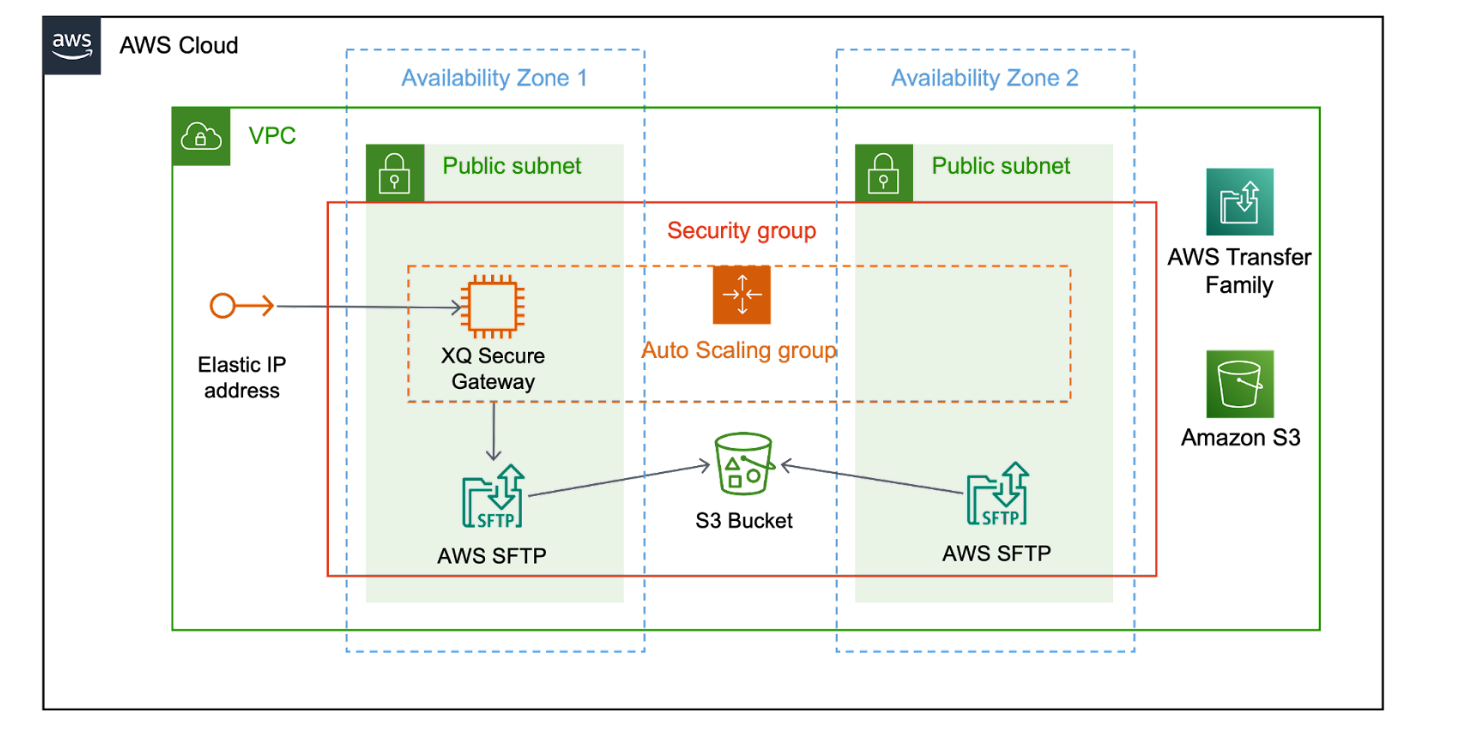 aws
AWS Cloud
Availability Zone 1
Availability Zone 2
VPC
Public subnet
Public subnet
Security group
AWS Transfer
Family
Elastic IP
address
XQ Secure
Gateway
Auto Scaling group
Amazon S3
SFTP
AWS SFTP
S3 Bucket
SFTP
AWS SFTP